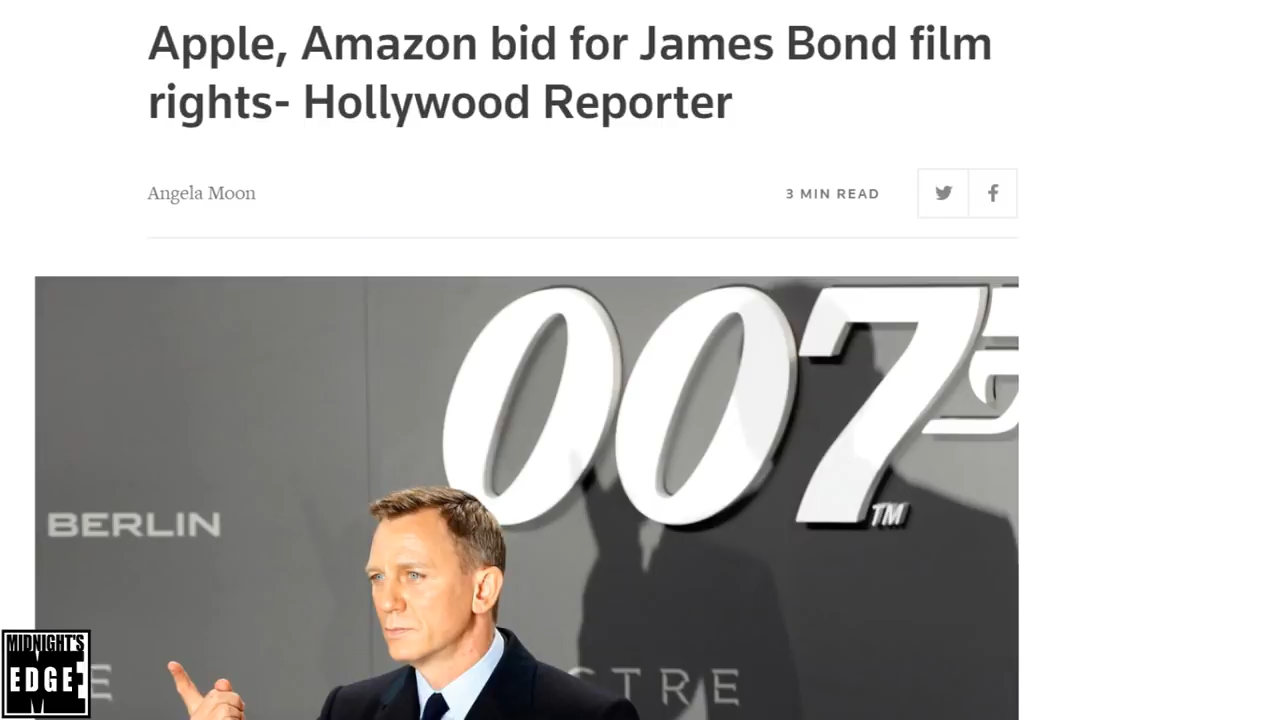 Apple, Amazon bid for James Bond film
rights- Hollywood Reporter
Angela Moon
3 MIN READ
007
TM
BERLIN
E
STRE
MIDNIGHT'S
EDGE